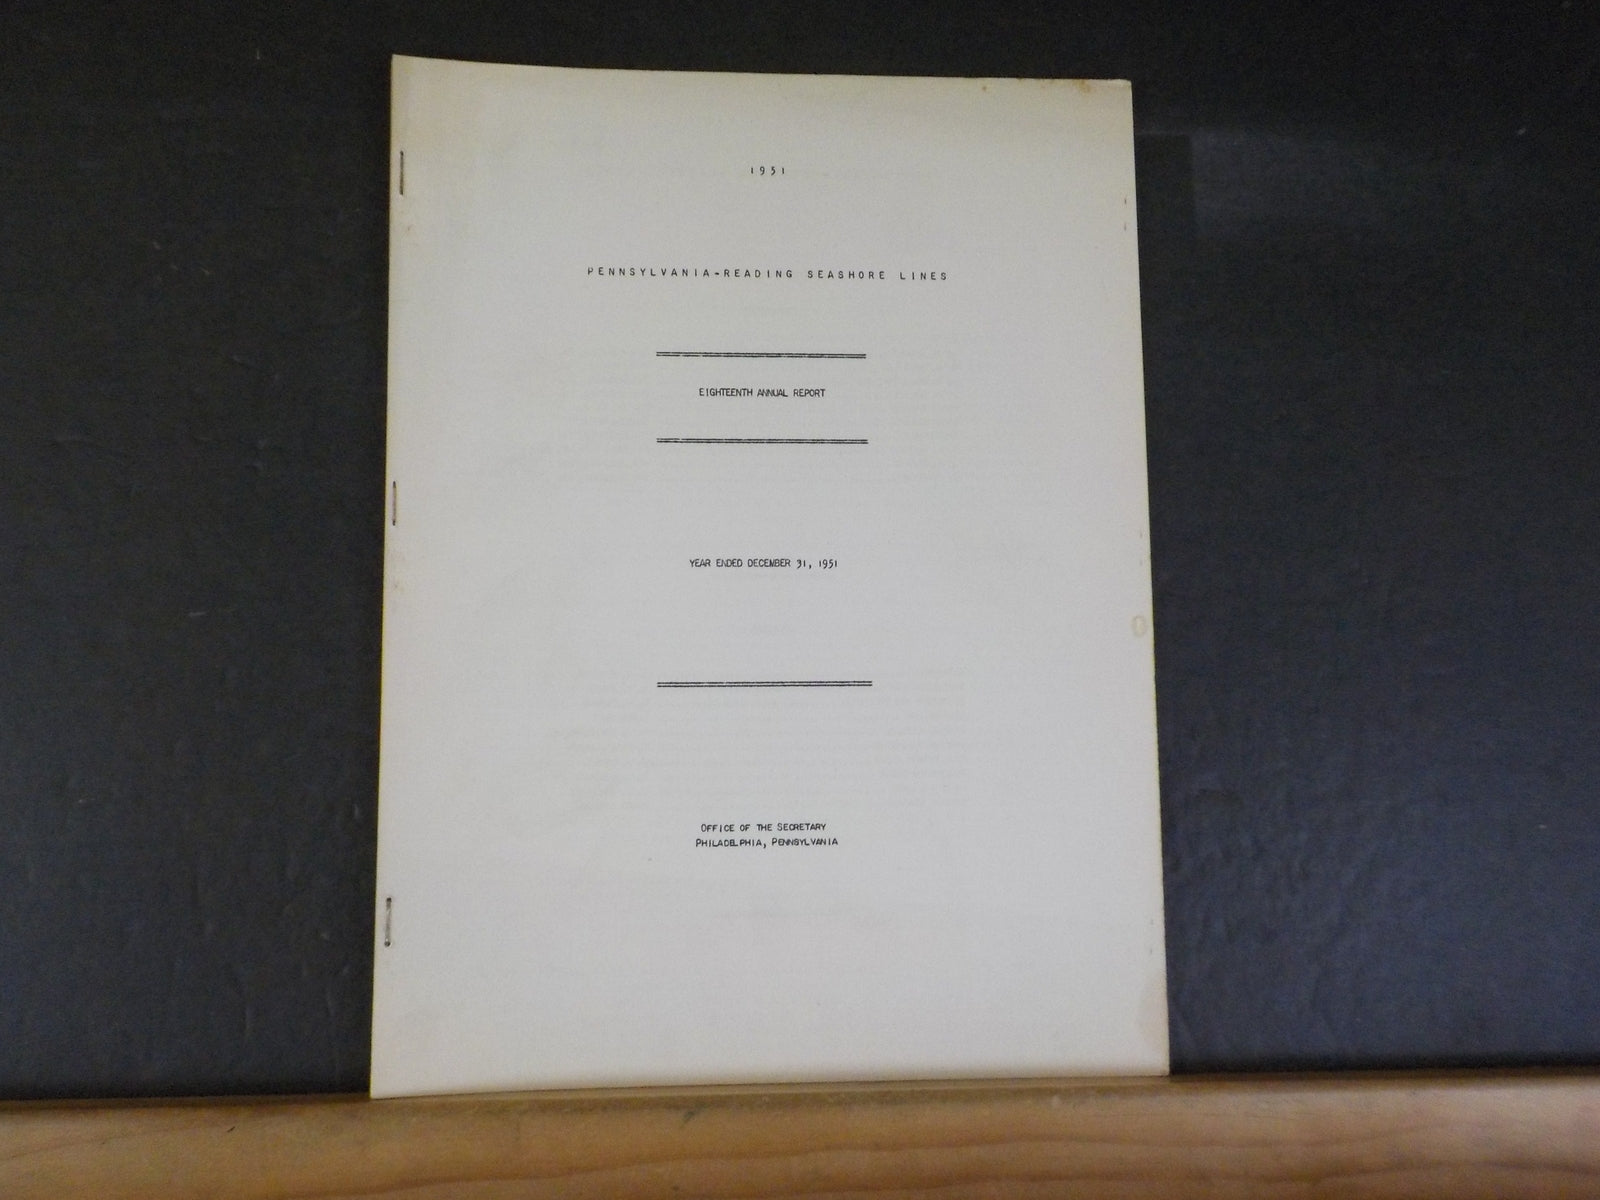 1951
PENNSYLVANIA-READING SEASHORE LINES
EIGHTEENTH ANNUAL REPORT
YEAR ENDED DECEMBER 31, 1951
OFFICE OF THE SECRETARY
PHILADELPHIA, PENNSYLVANIA